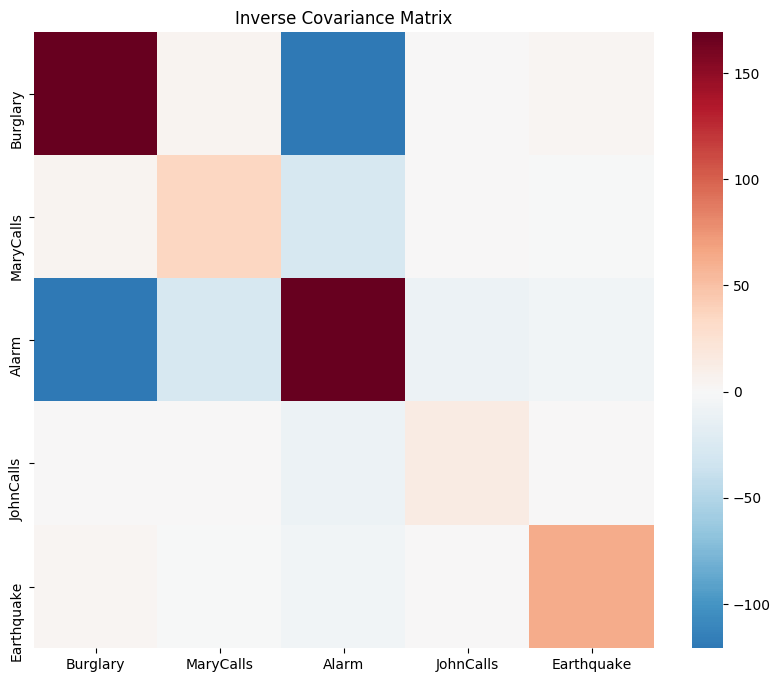 Inverse Covariance Matrix
Burglary
MaryCalls
Alarm
JohnCalls
Earthquake
Burglary
MaryCalls
Alarm
JohnCalls
Earthquake
150
100
50
0
−50
−100